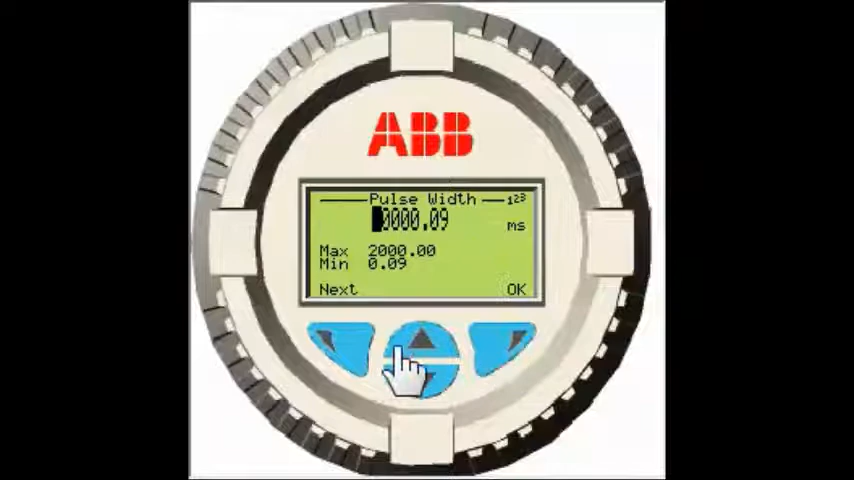 ABB
Pulse Width 123
0000.09 ms
Max 2000.00
Min 0.09
Next OK